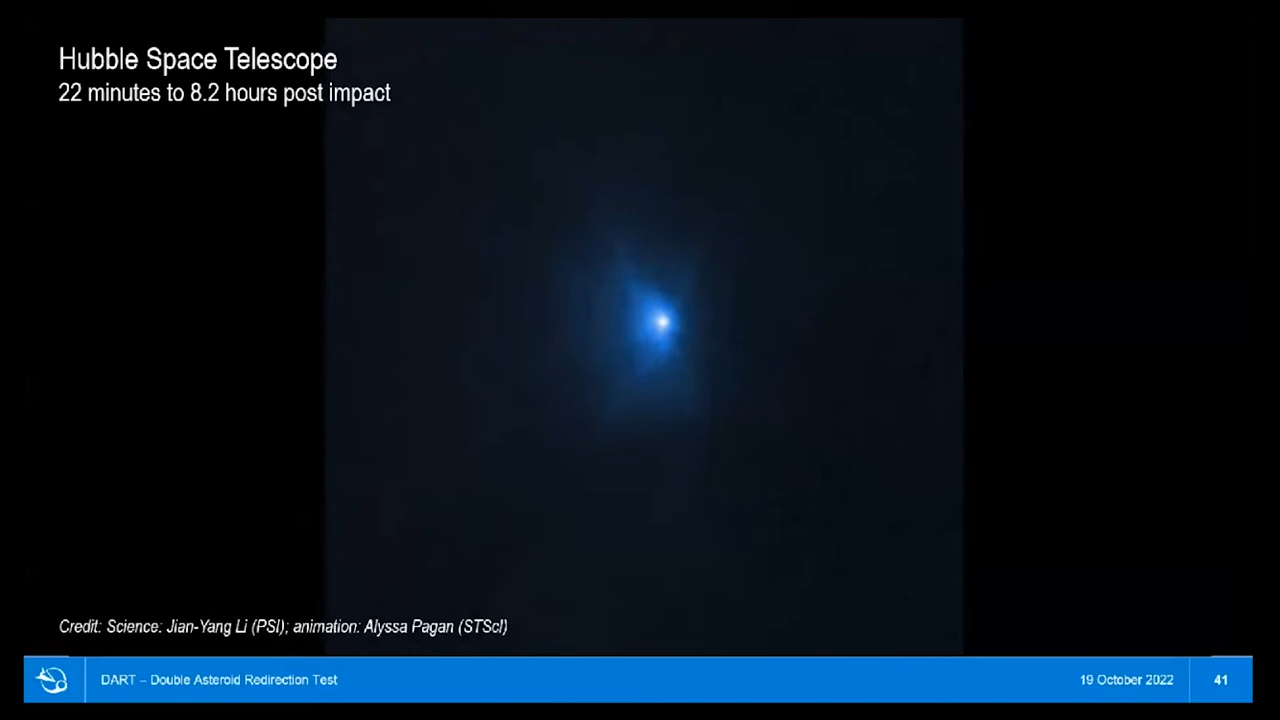 Hubble Space Telescope
22 minutes to 8.2 hours post impact
Credit: Science: Jian-Yang Li (PSI); animation: Alyssa Pagan (STScI)
DART – Double Asteroid Redirection Test
19 October 2022
41